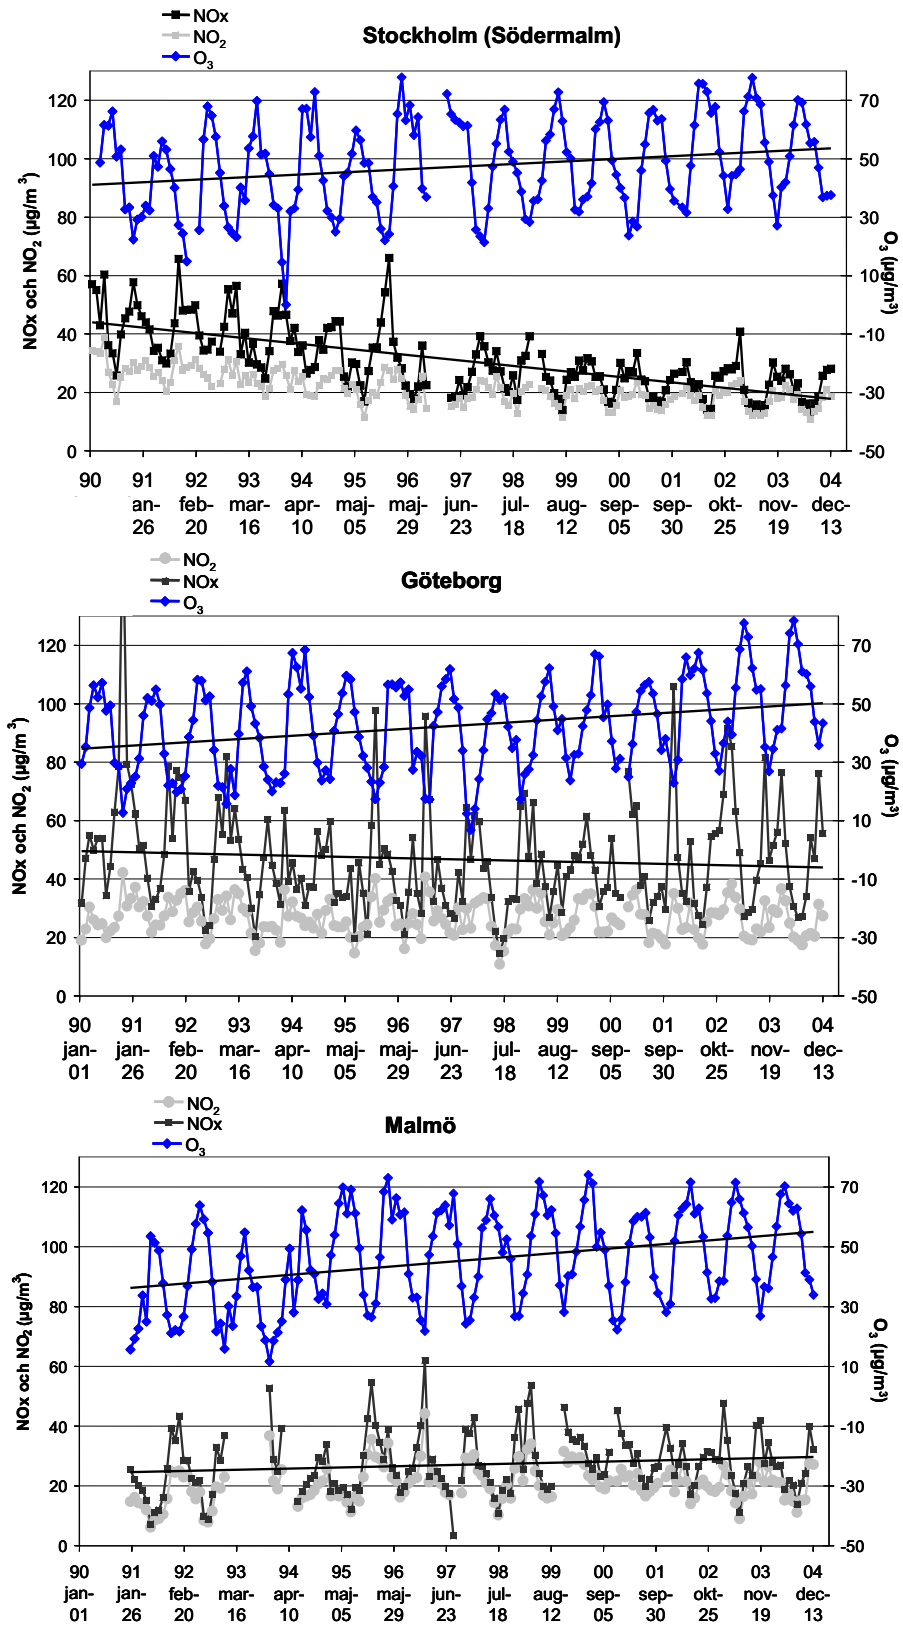 NOx
NO2
O3
Stockholm (Södermalm)
NOx och NO2 (µg/m 3)
O3 (µg/m3)
120
100
80
60
40
20
0
70
50
30
10
-10
-30
-50
90 91 92 93 94 95 96 97 98 99 00 01 02 03 04
an- feb- mar- apr- maj- maj- jun- jul- aug- sep- sep- okt- nov- dec-
26 20 16 10 05 29 23 18 12 05 30 25 19 13
NO2
NOx
O3
Göteborg
NOx och NO2 (µg/m 3)
O3 (µg/m3)
120
100
80
60
40
20
0
70
50
30
10
-10
-30
-50
90 91 92 93 94 95 96 97 98 99 00 01 02 03 04
jan- jan- feb- mar- apr- maj- maj- jun- jul- aug- sep- sep- okt- nov- dec-
01 26 20 16 10 05 29 23 18 12 05 30 25 19 13
NO2
NOx
O3
Malmö
NOx och NO2 (µg/m3)
O3 (µg/m3)
120
100
80
60
40
20
0
70
50
30
10
-10
-30
-50
90 91 92 93 94 95 96 97 98 99 00 01 02 03 04
jan- jan- feb- mar- apr- maj- maj- jun- jul- aug- sep- sep- okt- nov- dec-
01 26 20 16 10 05 29 23 18 12 05 30 25 19 13